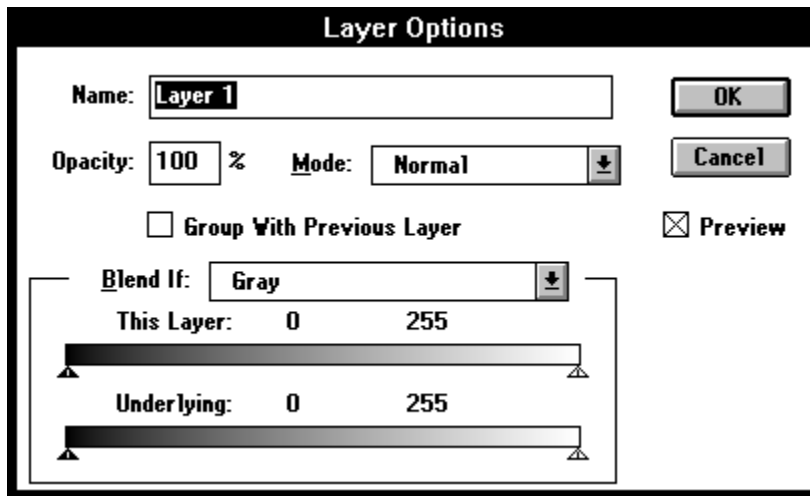 Layer Options
Name: Layer 1
OK
Opacity: 100 % Mode: Normal
Cancel
Group With Previous Layer
Preview
Blend If: Gray
This Layer: 0 255
Underlying: 0 255